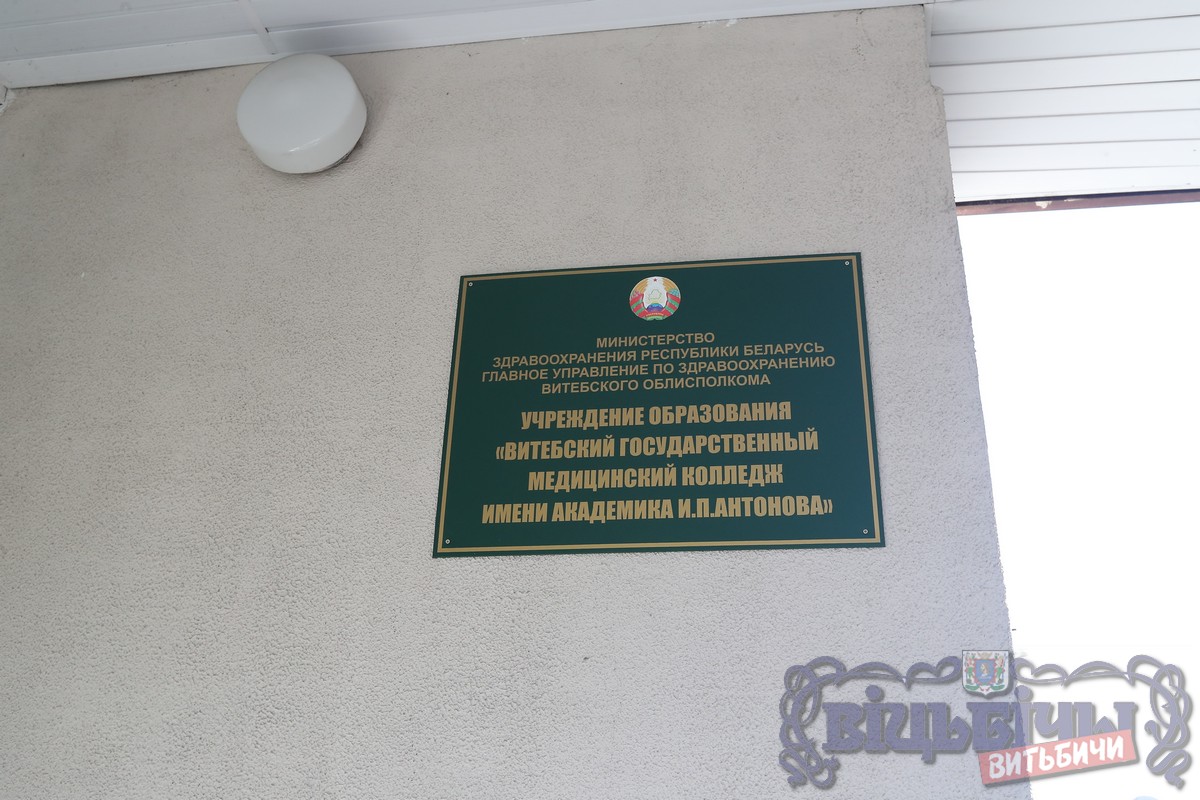 МИНИСТЕРСТВО
ЗДРАВООХРАНЕНИЯ РЕСПУБЛИКИ БЕЛАРУСЬ
ГЛАВНОЕ УПРАВЛЕНИЕ ПО ЗДРАВООХРАНЕНИЮ
ВИТЕБСКОГО ОБЛИСПОЛКОМА
УЧРЕЖДЕНИЕ ОБРАЗОВАНИЯ
«ВИТЕБСКИЙ ГОСУДАРСТВЕННЫЙ
МЕДИЦИНСКИЙ КОЛЛЕДЖ
ИМЕНИ АКАДЕМИКА И.П.АНТОНОВА»
ВІЦЬБІЧЫ
ВИТЬБИЧИ